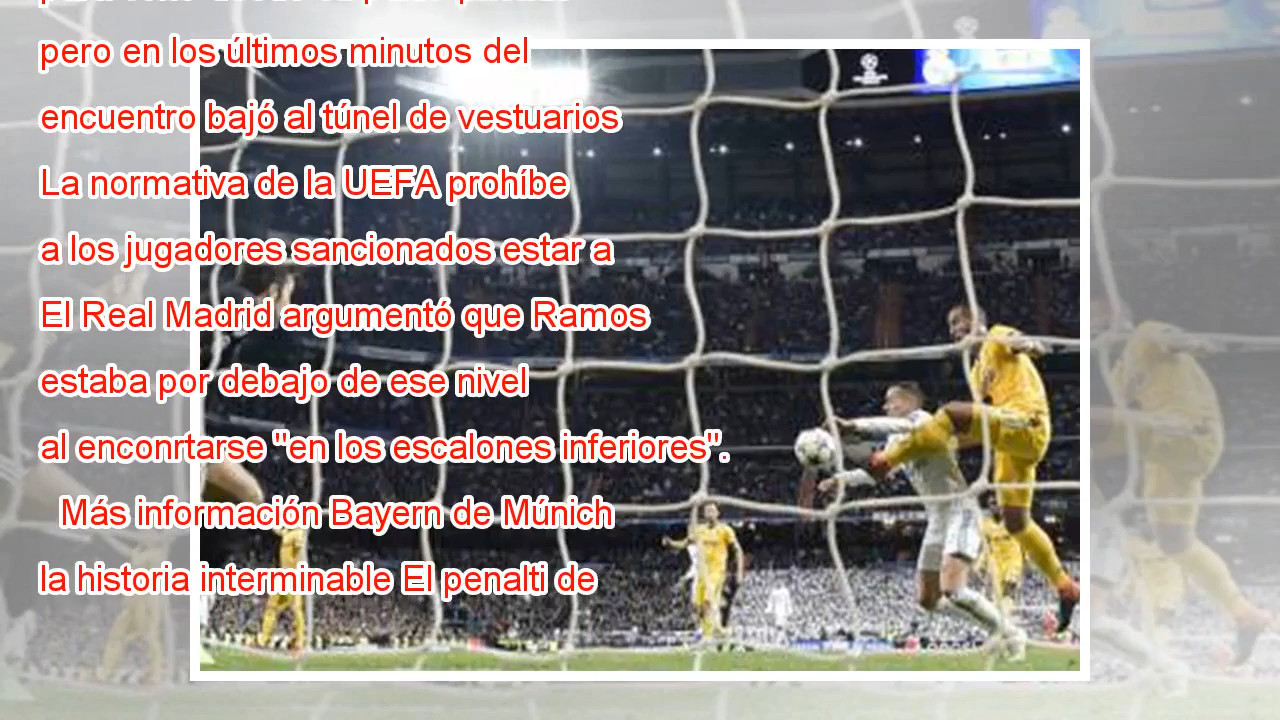 pero en los últimos minutos del
encuentro bajó al túnel de vestuarios
La normativa de la UEFA prohíbe
a los jugadores sancionados estar a
El Real Madrid argumentó que Ramos
estaba por debajo de ese nivel
al enconrtarse "en los escalones inferiores".
Más información Bayern de Múnich
la historia interminable El penalti de